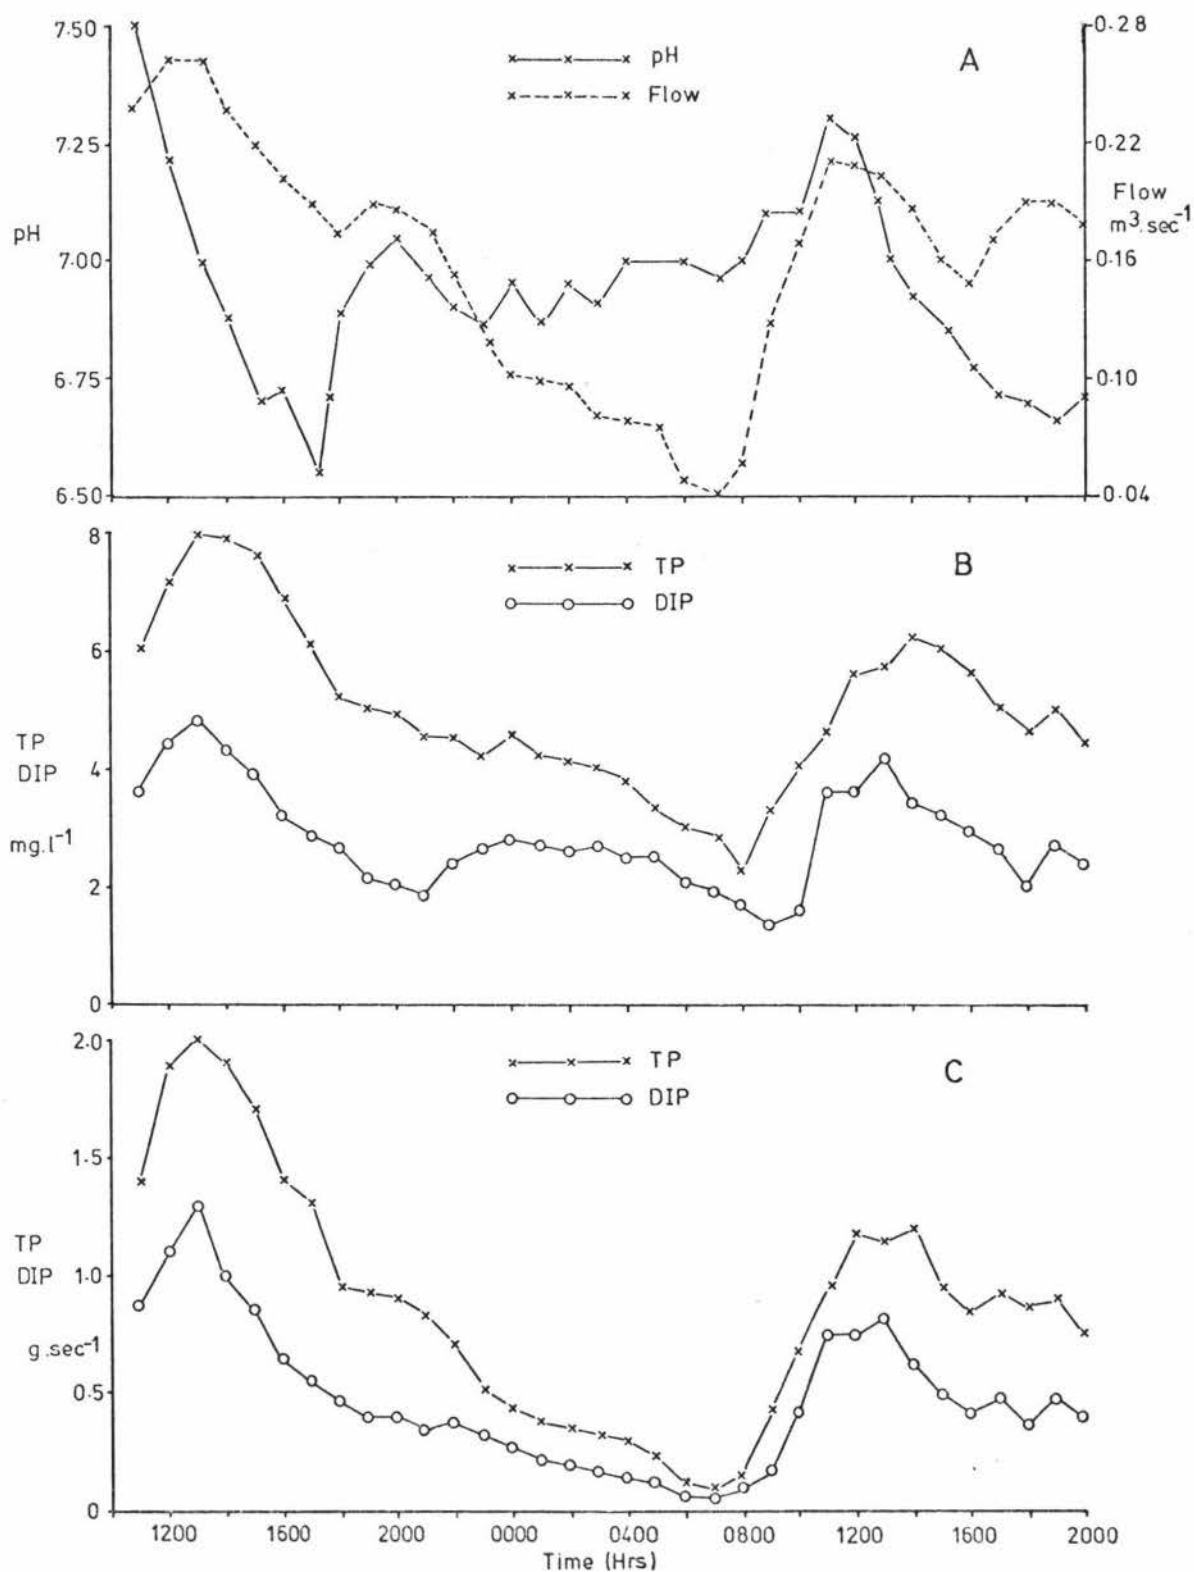 7.50
7.25
pH
7.00
6.75
6.50
pH
Flow
A
0.28
0.22
Flow
m³.sec⁻¹
0.16
0.10
0.04
8
6
TP
DIP
4
mg.l⁻¹
2
0
TP
DIP
B
2.0
1.5
TP
DIP
1.0
g.sec⁻¹
0.5
0
TP
DIP
C
1200 1600 2000 0000 0400 0800 1200 1600 2000
Time (Hrs)